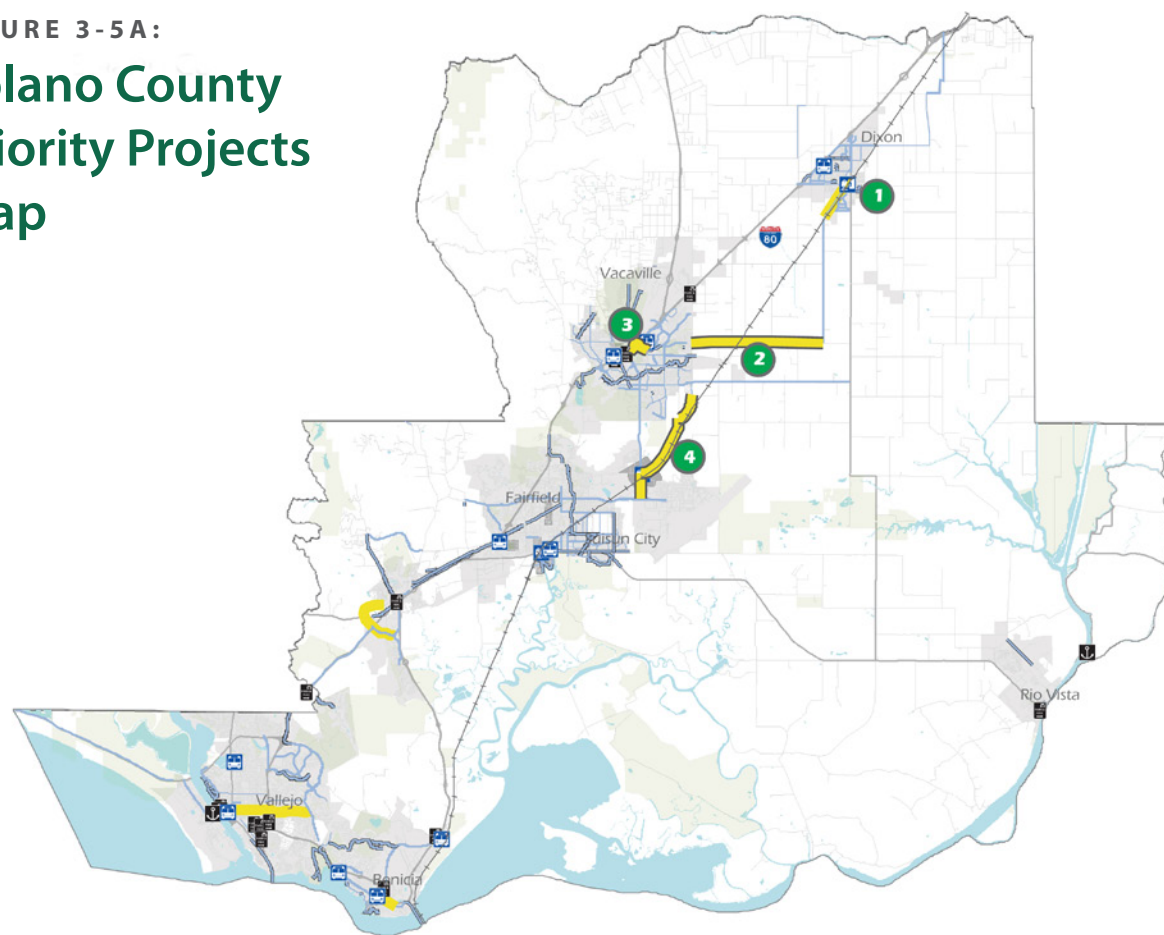 URE 3-5A:
lano County
iority Projects
ap
Dixon
1
80
Vacaville
3
2
4
Fairfield
Suisun City
Rio Vista
Vallejo
Benicia